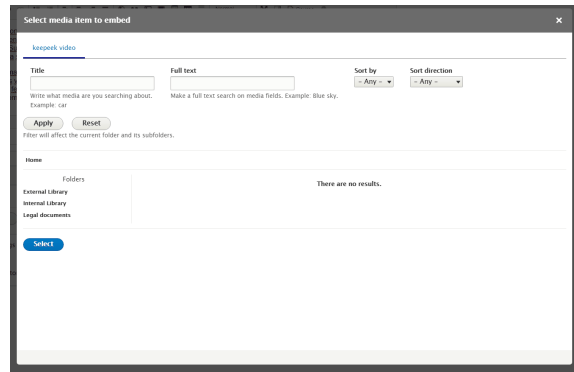 Select media item to embed ×
keepeek video
Title Full text Sort by Sort direction
- Any - - Any -
Write what media are you searching about. Make a full text search on media fields. Example: Blue sky.
Example: car
Apply Reset
Filter will affect the current folder and its subfolders.
Home
Folders
There are no results.
External Library
Internal Library
Legal documents
Select